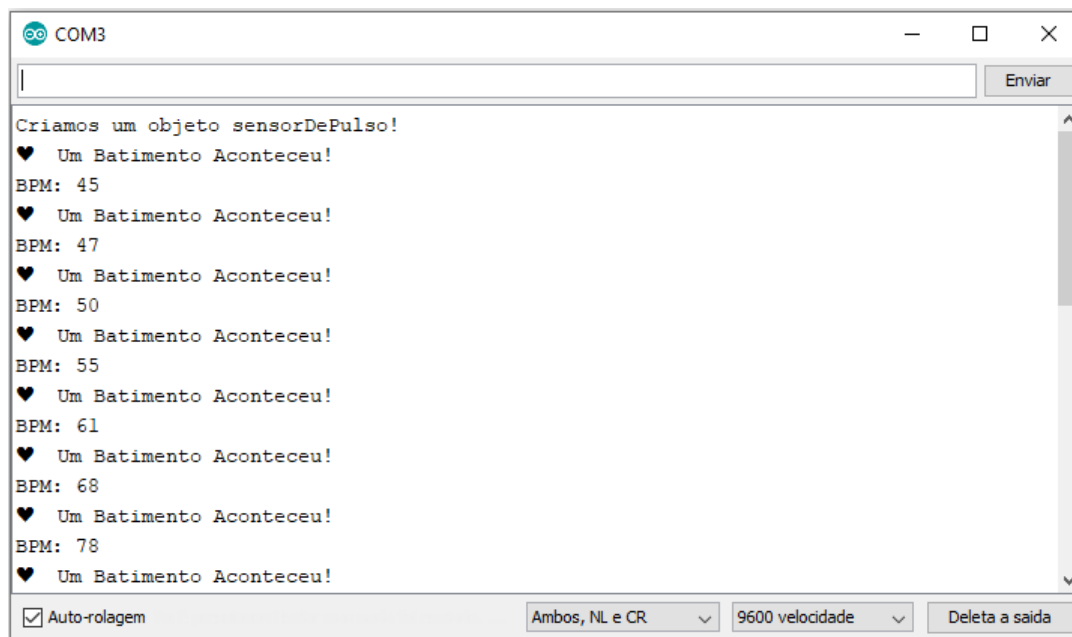 COM3
Enviar
Criamos um objeto sensorDePulso!
♥ Um Batimento Aconteceu!
BPM: 45
♥ Um Batimento Aconteceu!
BPM: 47
♥ Um Batimento Aconteceu!
BPM: 50
♥ Um Batimento Aconteceu!
BPM: 55
♥ Um Batimento Aconteceu!
BPM: 61
♥ Um Batimento Aconteceu!
BPM: 68
♥ Um Batimento Aconteceu!
BPM: 78
♥ Um Batimento Aconteceu!
Auto-rolagem Ambos, NL e CR 9600 velocidade Deleta a saida